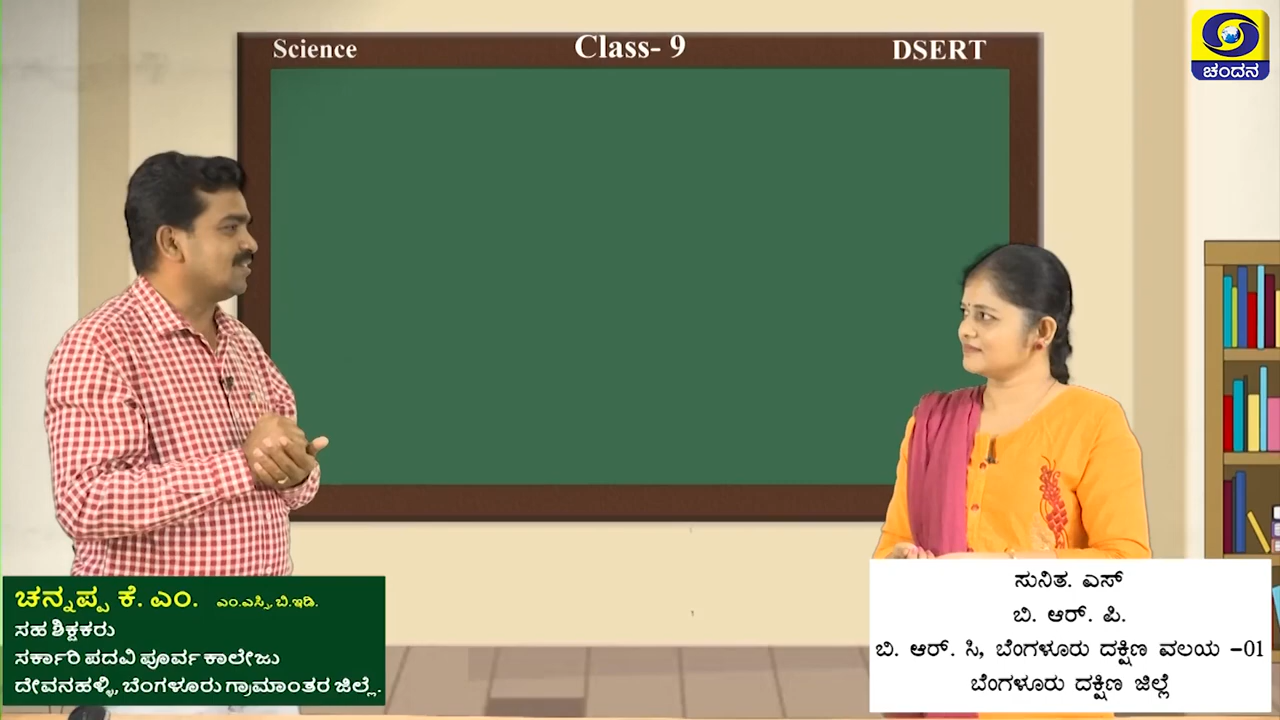 Science
Class- 9
DSERT
ಚಂದನ
ಚನ್ನಪ್ಪ ಕೆ. ಎಂ. ಎಂ.ಎಸ್ಸಿ, ಬಿ.ಇಡಿ.
ಸಹ ಶಿಕ್ಷಕರು
ಸರ್ಕಾರಿ ಪದವಿ ಪೂರ್ವ ಕಾಲೇಜು
ದೇವನಹಳ್ಳಿ, ಬೆಂಗಳೂರು ಗ್ರಾಮಾಂತರ ಜಿಲ್ಲೆ.
ಸುನಿತ. ಎಸ್
ಬಿ. ಆರ್. ಪಿ.
ಬಿ. ಆರ್. ಸಿ, ಬೆಂಗಳೂರು ದಕ್ಷಿಣ ವಲಯ -01
ಬೆಂಗಳೂರು ದಕ್ಷಿಣ ಜಿಲ್ಲೆ